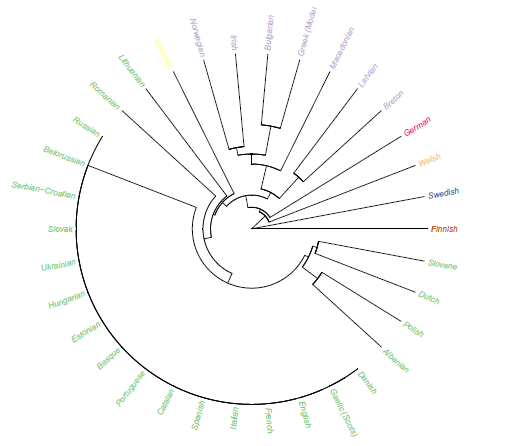 Russian
Romanian
Lithuanian
Norwegian
Irish
Bulgarian
Greek (Mode)
Macedonian
Latvian
Breton
German
Welsh
Swedish
Finnish
Slovene
Dutch
Polish
Albanian
Danish
Gaelic (Scots)
English
French
Italian
Spanish
Catalan
Portuguese
Basque
Estonian
Hungarian
Ukrainian
Slovak
Serbian-Croatian
Belorussian